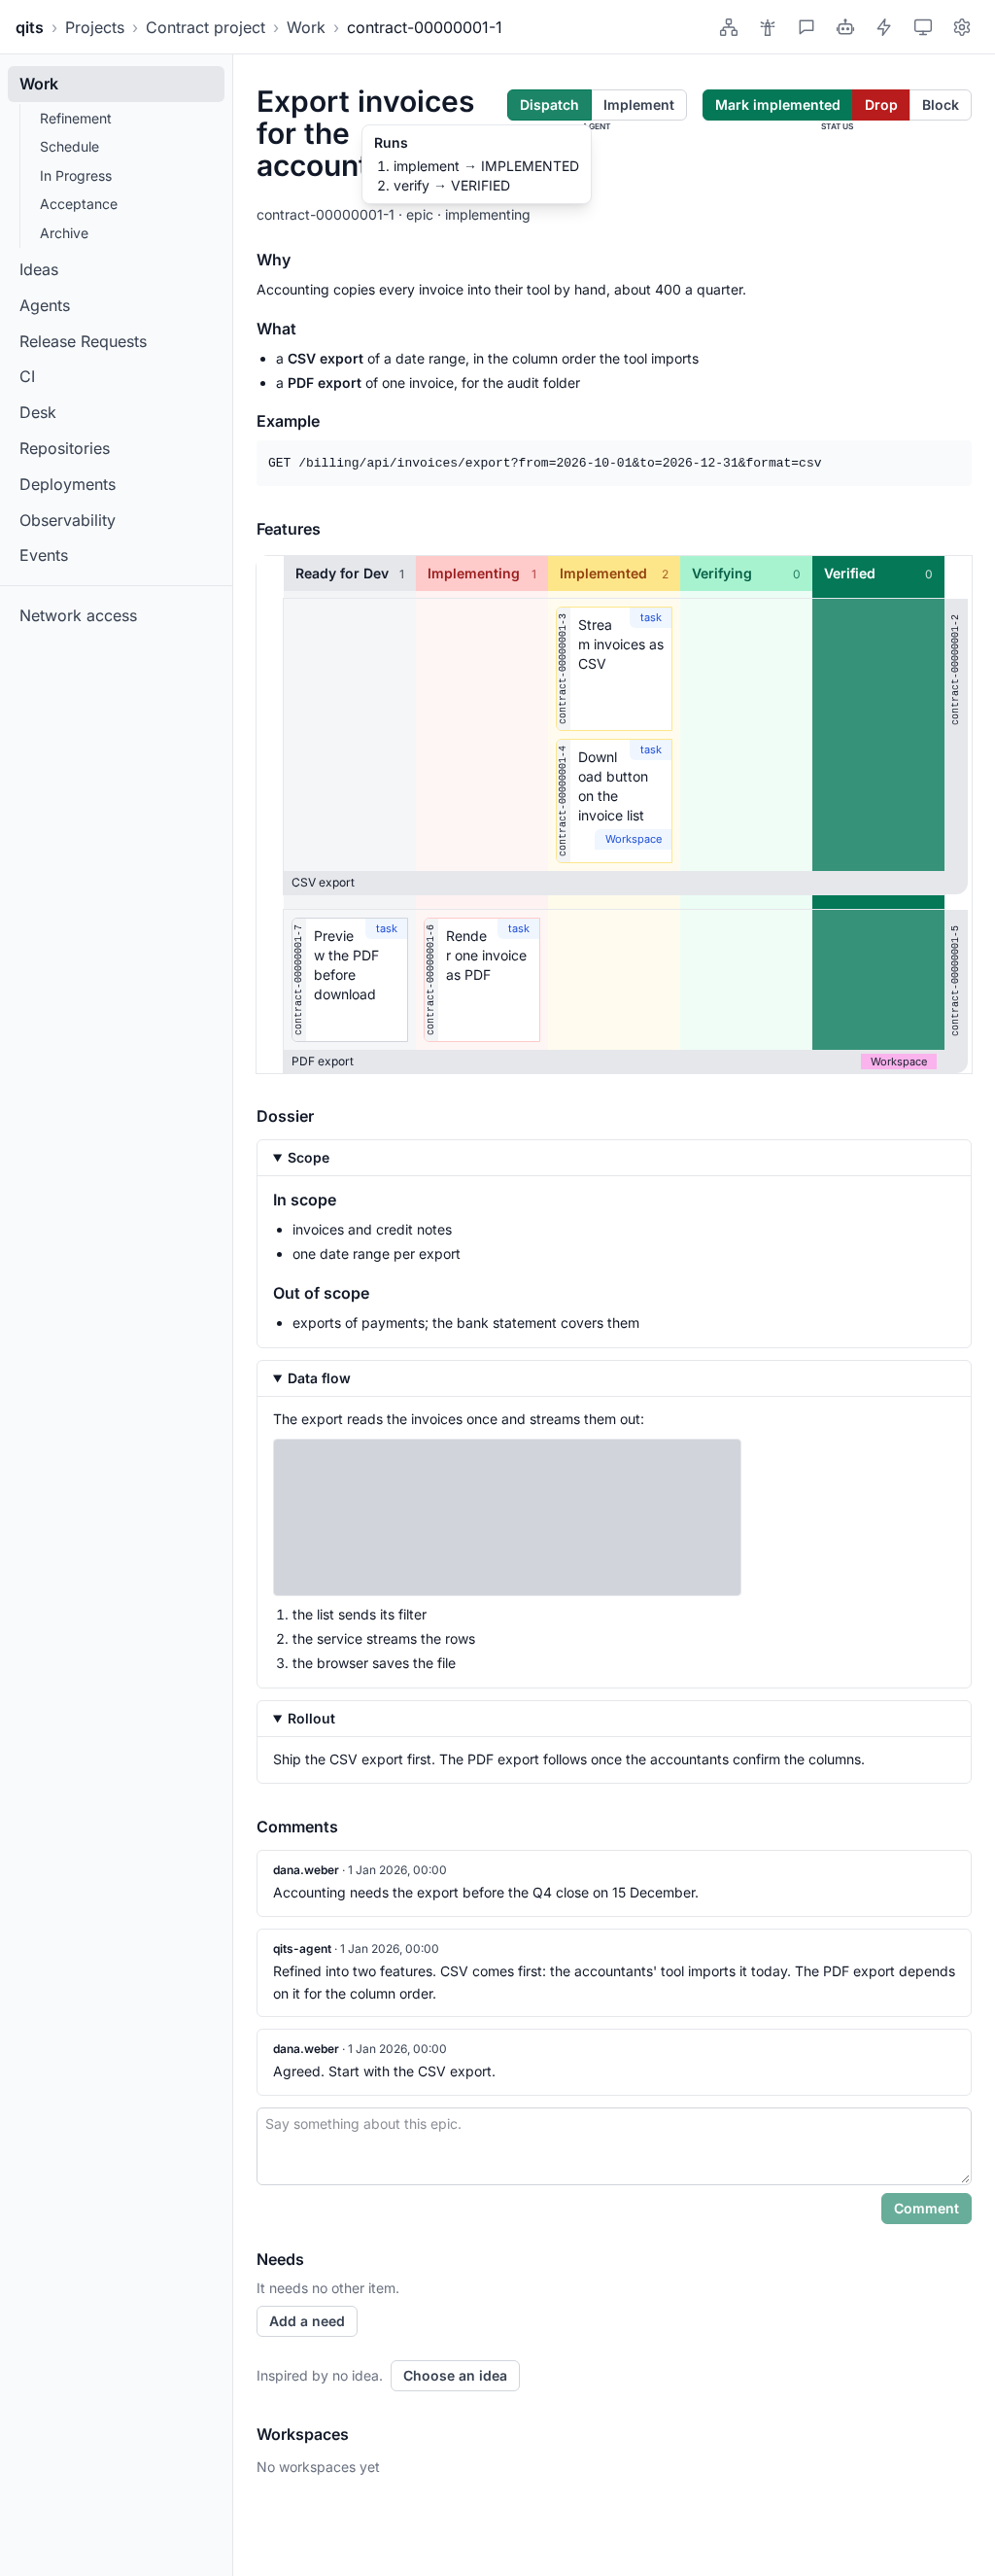 qits › Projects › Contract project › Work › contract-00000001-1
Work
Refinement
Schedule
In Progress
Acceptance
Archive
Ideas
Agents
Release Requests
CI
Desk
Repositories
Deployments
Observability
Events
Network access
Export invoices
for the
Dispatch
Implement
Mark implemented
Drop
Block
STATUS
Runs
1. implement → IMPLEMENTED
2. verify → VERIFIED
contract-00000001-1 · epic · implementing
Why
Accounting copies every invoice into their tool by hand, about 400 a quarter.
What
• a CSV export of a date range, in the column order the tool imports
• a PDF export of one invoice, for the audit folder
Example
GET /billing/api/invoices/export?from=2026-10-01&to=2026-12-31&format=csv
Features
Ready for Dev 1
Implementing 1
Implemented 2
Verifying 0
Verified 0
contract-00000001-3
task
Strea
m invoices as
CSV
contract-00000001-4
task
Downl
oad button
on the
invoice list
Workspace
contract-00000001-2
CSV export
contract-00000001-7
task
Previe
w the PDF
before
download
contract-00000001-6
task
Rende
r one invoice
as PDF
contract-00000001-5
PDF export
Workspace
Dossier
▼ Scope
In scope
• invoices and credit notes
• one date range per export
Out of scope
• exports of payments; the bank statement covers them
▼ Data flow
The export reads the invoices once and streams them out:
1. the list sends its filter
2. the service streams the rows
3. the browser saves the file
▼ Rollout
Ship the CSV export first. The PDF export follows once the accountants confirm the columns.
Comments
dana.weber · 1 Jan 2026, 00:00
Accounting needs the export before the Q4 close on 15 December.
qits-agent · 1 Jan 2026, 00:00
Refined into two features. CSV comes first: the accountants' tool imports it today. The PDF export depends
on it for the column order.
dana.weber · 1 Jan 2026, 00:00
Agreed. Start with the CSV export.
Say something about this epic.
Comment
Needs
It needs no other item.
Add a need
Inspired by no idea.
Choose an idea
Workspaces
No workspaces yet